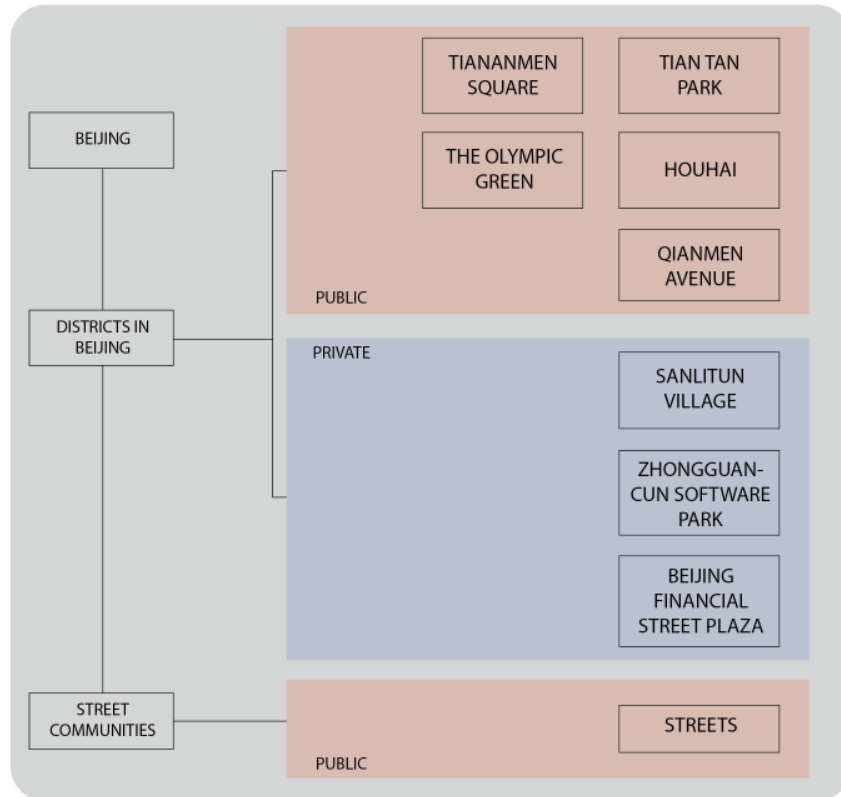 BEIJING
DISTRICTS IN
BEIJING
STREET
COMMUNITIES
TIANANMEN
SQUARE
TIAN TAN
PARK
THE OLYMPIC
GREEN
HOUHAI
QIANMEN
AVENUE
PUBLIC
PRIVATE
SANLITUN
VILLAGE
ZHONGGUAN-
CUN SOFTWARE
PARK
BEIJING
FINANCIAL
STREET PLAZA
STREETS
PUBLIC